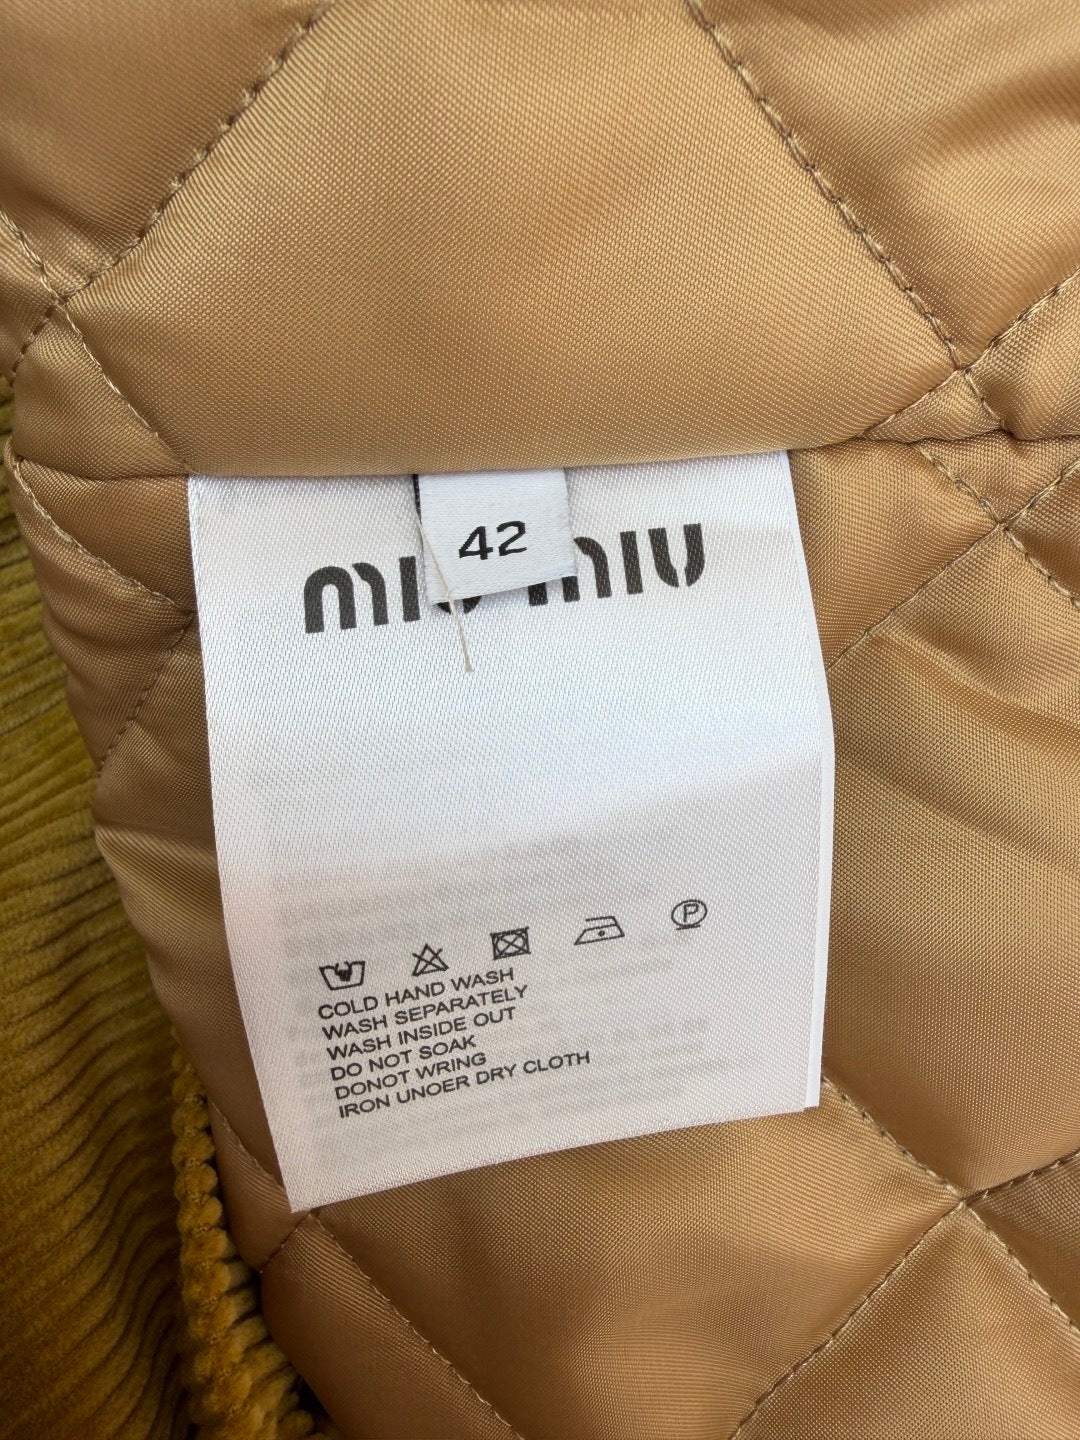 42
miu miu
P
COLD HAND WASH
WASH SEPARATELY
WASH INSIDE OUT
DO NOT SOAK
DONOT WRING
IRON UNOER DRY CLOTH